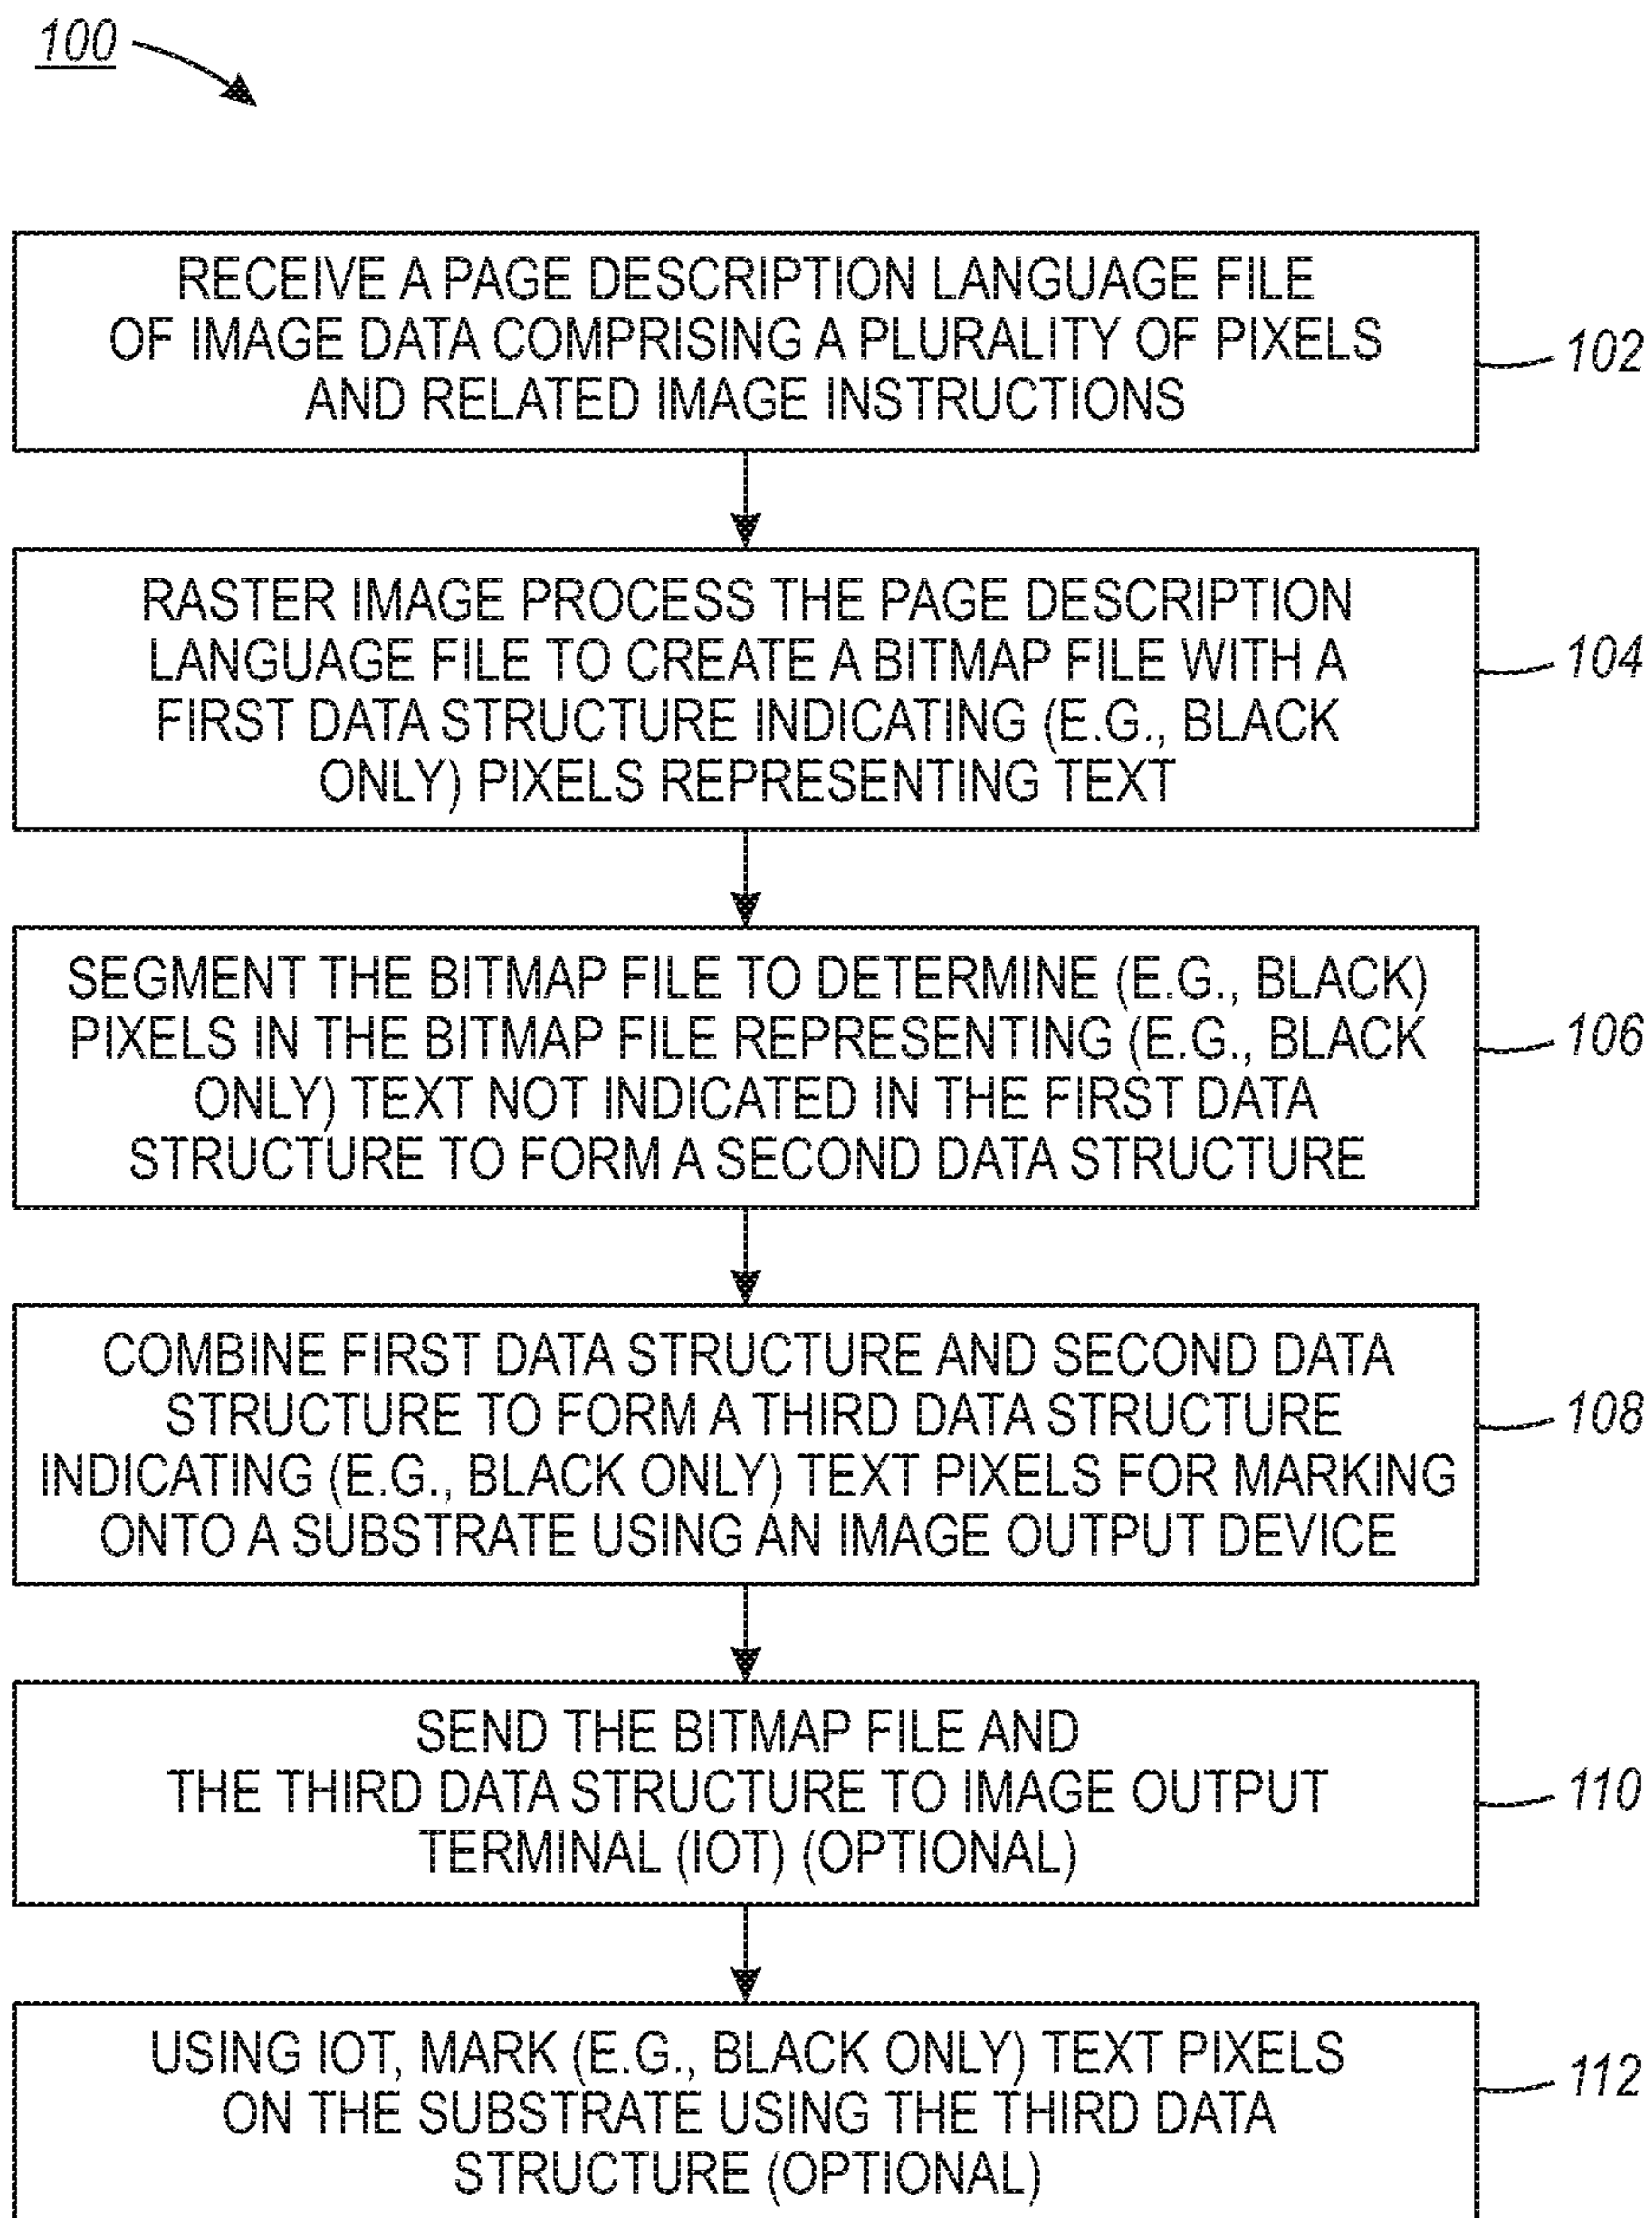 100
RECEIVE A PAGE DESCRIPTION LANGUAGE FILE
OF IMAGE DATA COMPRISING A PLURALITY OF PIXELS
AND RELATED IMAGE INSTRUCTIONS
102
RASTER IMAGE PROCESS THE PAGE DESCRIPTION
LANGUAGE FILE TO CREATE A BITMAP FILE WITH A
FIRST DATA STRUCTURE INDICATING (E.G., BLACK
ONLY) PIXELS REPRESENTING TEXT
104
SEGMENT THE BITMAP FILE TO DETERMINE (E.G., BLACK)
PIXELS IN THE BITMAP FILE REPRESENTING (E.G., BLACK
ONLY) TEXT NOT INDICATED IN THE FIRST DATA
STRUCTURE TO FORM A SECOND DATA STRUCTURE
106
COMBINE FIRST DATA STRUCTURE AND SECOND DATA
STRUCTURE TO FORM A THIRD DATA STRUCTURE
INDICATING (E.G., BLACK ONLY) TEXT PIXELS FOR MARKING
ONTO A SUBSTRATE USING AN IMAGE OUTPUT DEVICE
108
SEND THE BITMAP FILE AND
THE THIRD DATA STRUCTURE TO IMAGE OUTPUT
TERMINAL (IOT) (OPTIONAL)
110
USING IOT, MARK (E.G., BLACK ONLY) TEXT PIXELS
ON THE SUBSTRATE USING THE THIRD DATA
STRUCTURE (OPTIONAL)
112